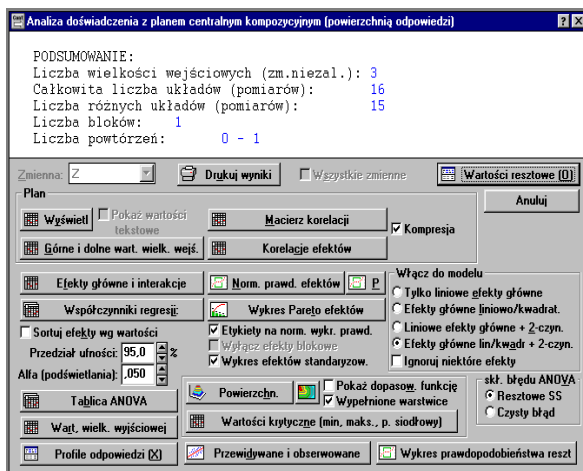 Analiza doświadczenia z planem centralnym kompozycyjnym (powierzchnią odpowiedzi)
PODSUMOWANIE:
Liczba wielkości wejściowych (zm.niezal.): 3
Całkowita liczba układów (pomiarów): 16
Liczba różnych układów (pomiary): 15
Liczba bloków: 1
Liczba powtórzeń: 0 - 1
Zmienna: Z
Drukuj wyniki
Wszystkie zmienne
Wartości resztowe (O)
Anuluj
Plan
Wyświetl
Pokaż wartości tekstowe
Macierz korelacji
Kompresja
Górne i dolne wart. wielk. wejś.
Korelacje efektów
Efekty główne i interakcje
Norm. prawd. efektów
P
Współczynniki regresji:
Wykres Pareto efektów
Sortuj efekty wg wartości
Etykiety na norm. wykr. prawd.
Wyłącz efekty blokowe
Wykres efektów standaryzow.
Przedział ufności: 95,0 %
Alfa (podświetlania): ,050
Włącz do modelu
Tylko liniowe efekty główne
Efekty główne liniowo/kwadrat.
Liniowe efekty główne + 2-czyn.
Efekty główne lin/kwadr + 2-czyn.
Ignoruj niektóre efekty
Tablica ANOVA
Powierzchn.
Pokaż dopasow. funkcję
Wypełnione warstwice
skł. błędu ANOVA
Resztowe SS
Czysty błąd
Wart. wielk. wyjściowej
Wartości krytyczne (min, maks., p. siodłowy)
Profile odpowiedzi (X)
Przewidywane i obserwowane
Wykres prawdopodobieństwa reszt